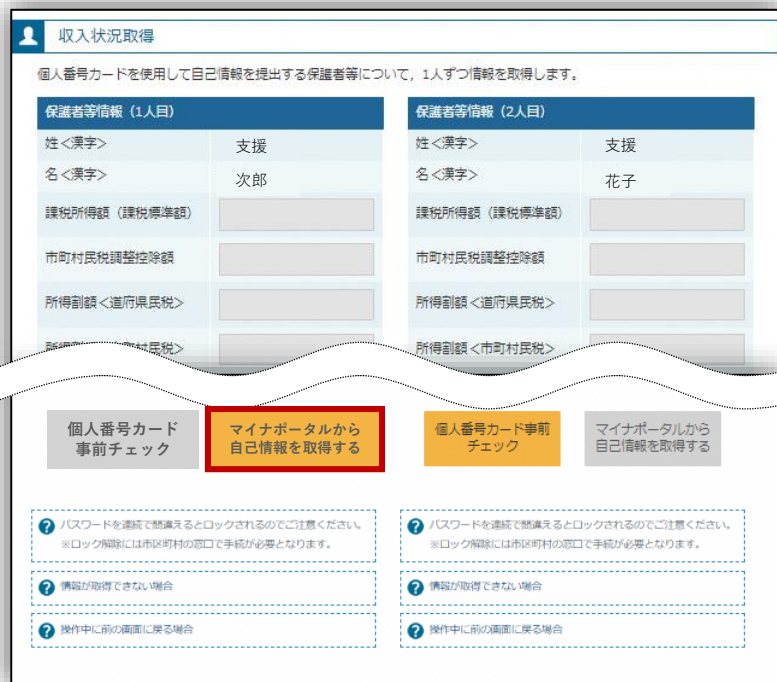 収入状況取得
個人番号カードを使用して自己情報を提出する保護者等について，1人ずつ情報を取得します。
保護者等情報（1人目）
姓<漢字>
支援
名<漢字>
次郎
課税所得額（課税標準額）
市町村民税調整控除額
所得割額<道府県民税>
村民税>
個人番号カード
事前チェック
マイナポータルから
自己情報を取得する
?パスワードを連続で間違えるとロックされるのでご注意ください。
※ロック解除には市区町村の窓口で手続が必要となります。
?情報が取得できない場合
?操作中に前の画面に戻る場合
保護者等情報（2人目）
姓<漢字>
支援
名<漢字>
花子
課税所得額（課税標準額）
市町村民税調整控除額
所得割額<道府県民税>
所得割額<市町村民税>
個人番号カード事前
チェック
マイナポータルから
自己情報を取得する
?パスワードを連続で間違えるとロックされるのでご注意ください。
※ロック解除には市区町村の窓口で手続が必要となります。
?情報が取得できない場合
?操作中に前の画面に戻る場合